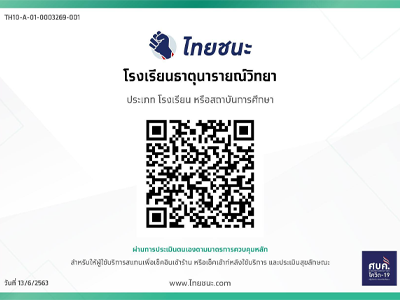 TH10-A-01-0003269-001
ไทยชนะ
โรงเรียนธาตุนารายณ์วิทยา
ประเภท โรงเรียน หรือสถาบันการศึกษา
ผ่านการประเมินตนเองตามมาตรการควบคุมหลัก
สำหรับให้ผู้ใช้บริการสแกนเพื่อเช็คอินเข้าร้าน หรือเช็คเอ้าท์หลังใช้บริการ และประเมินสุขลักษณะ
วันที่ 13/6/2563
www.ไทยชนะ.com
ศบค.
โควิด-19